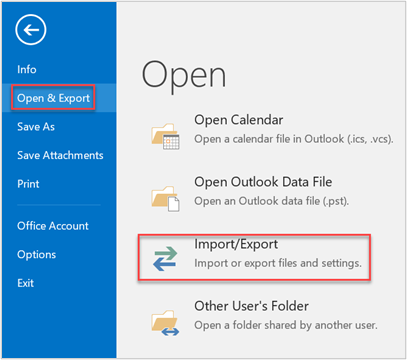 Info
Open & Export
Save As
Save Attachments
Print
Office Account
Options
Exit
Open
Open Calendar
Open a calendar file in Outlook (.ics, .vcs).
Open Outlook Data File
Open an Outlook data file (.pst).
Import/Export
Import or export files and settings.
Other User's Folder
Open a folder shared by another user.